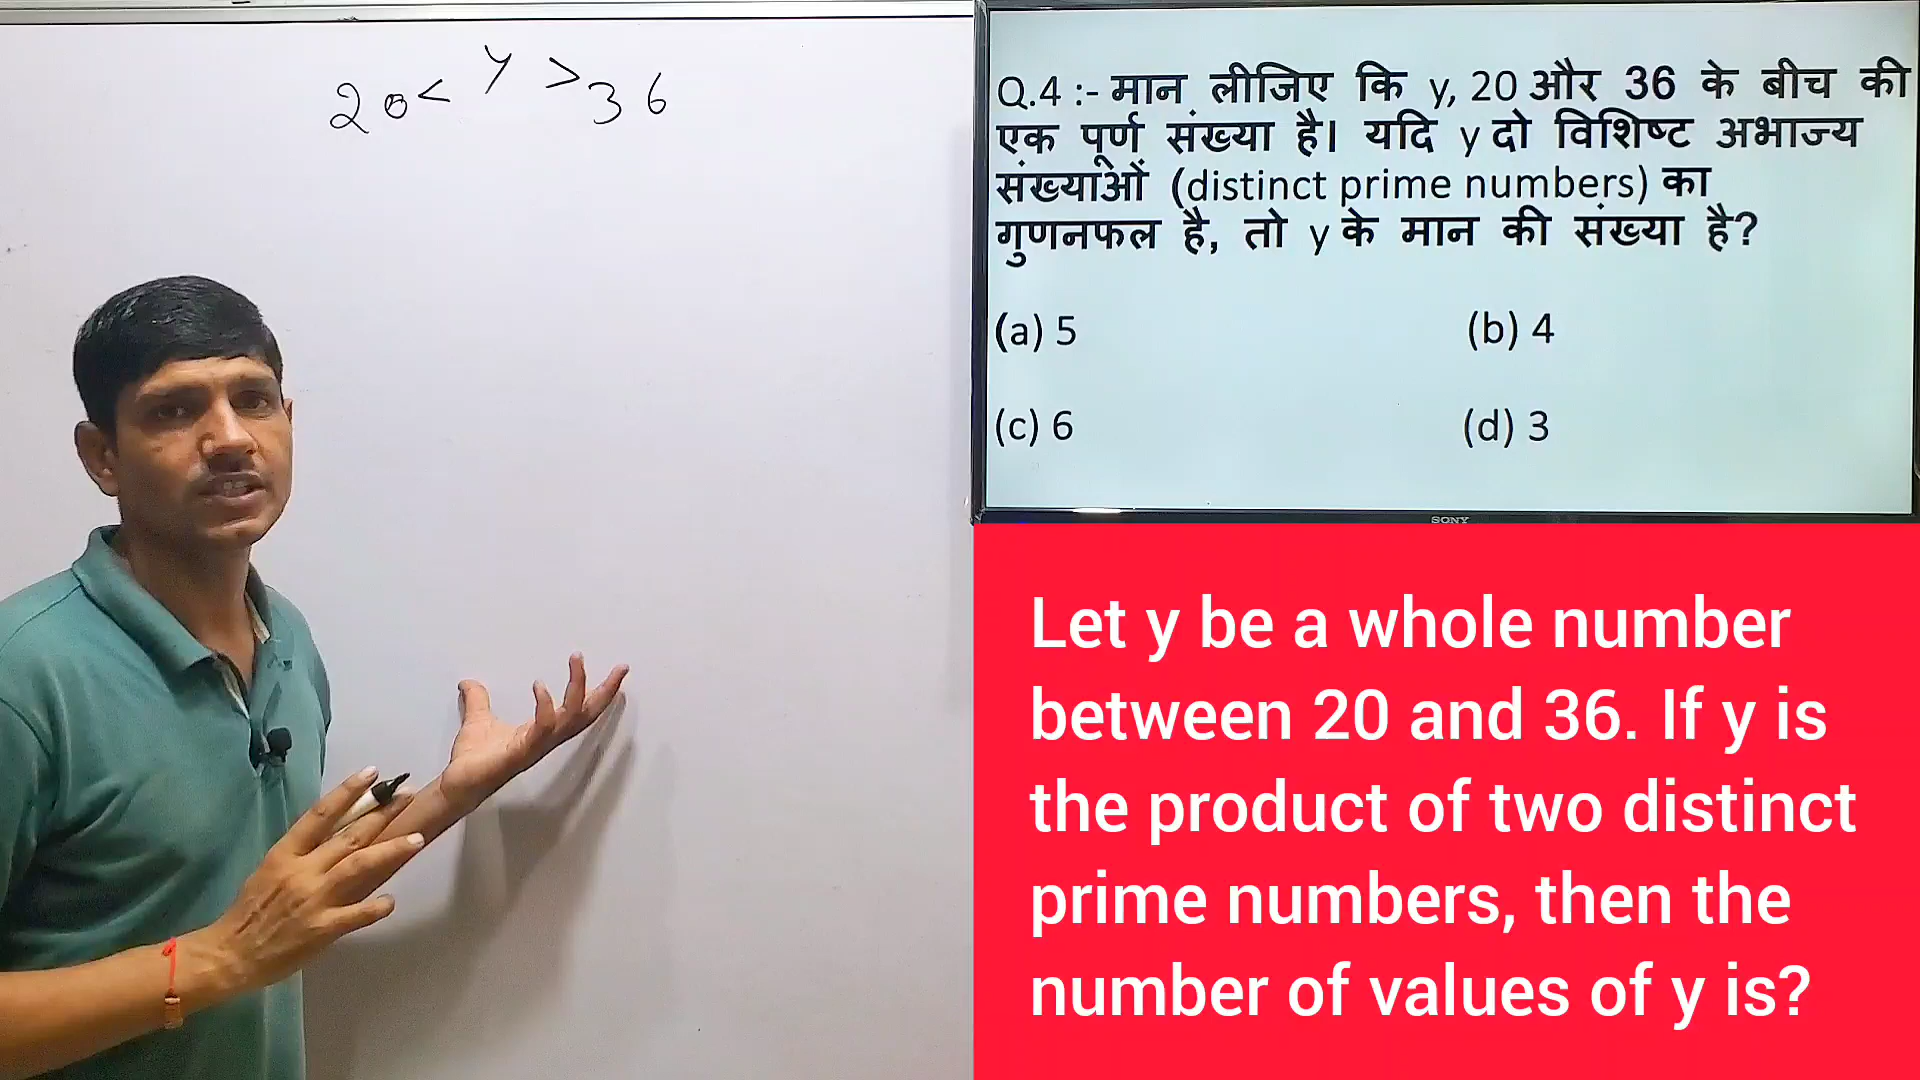 20 < y > 36
Q.4 :- मान लीजिए कि y, 20 और 36 के बीच की
एक पूर्ण संख्या है। यदि y दो विशिष्ट अभाज्य
संख्याओं (distinct prime numbers) का
गुणनफल है, तो y के मान की संख्या है?
(a) 5 (b) 4
(c) 6 (d) 3
SONY
Let y be a whole number
between 20 and 36. If y is
the product of two distinct
prime numbers, then the
number of values of y is?